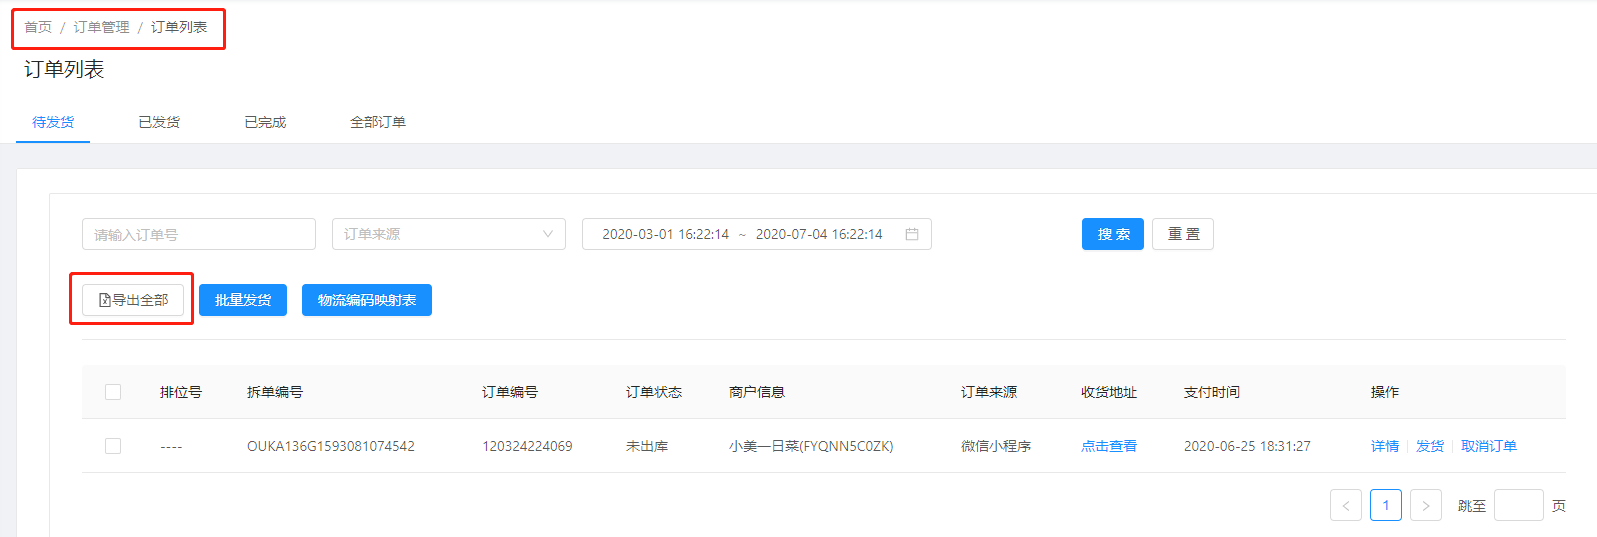 首页 / 订单管理 / 订单列表
订单列表
待发货 已发货 已完成 全部订单
请输入订单号 订单来源 2020-03-01 16:22:14 ~ 2020-07-04 16:22:14 搜 索 重 置
导出全部 批量发货 物流编码映射表
排位号 拆单编号 订单编号 订单状态 商户信息 订单来源 收货地址 支付时间 操作
---- OUKA136G1593081074542 120324224069 未出库 小美一日菜(FYQNN5C0ZK) 微信小程序 点击查看 2020-06-25 18:31:27 详情 发货 取消订单
< 1 > 跳至 页